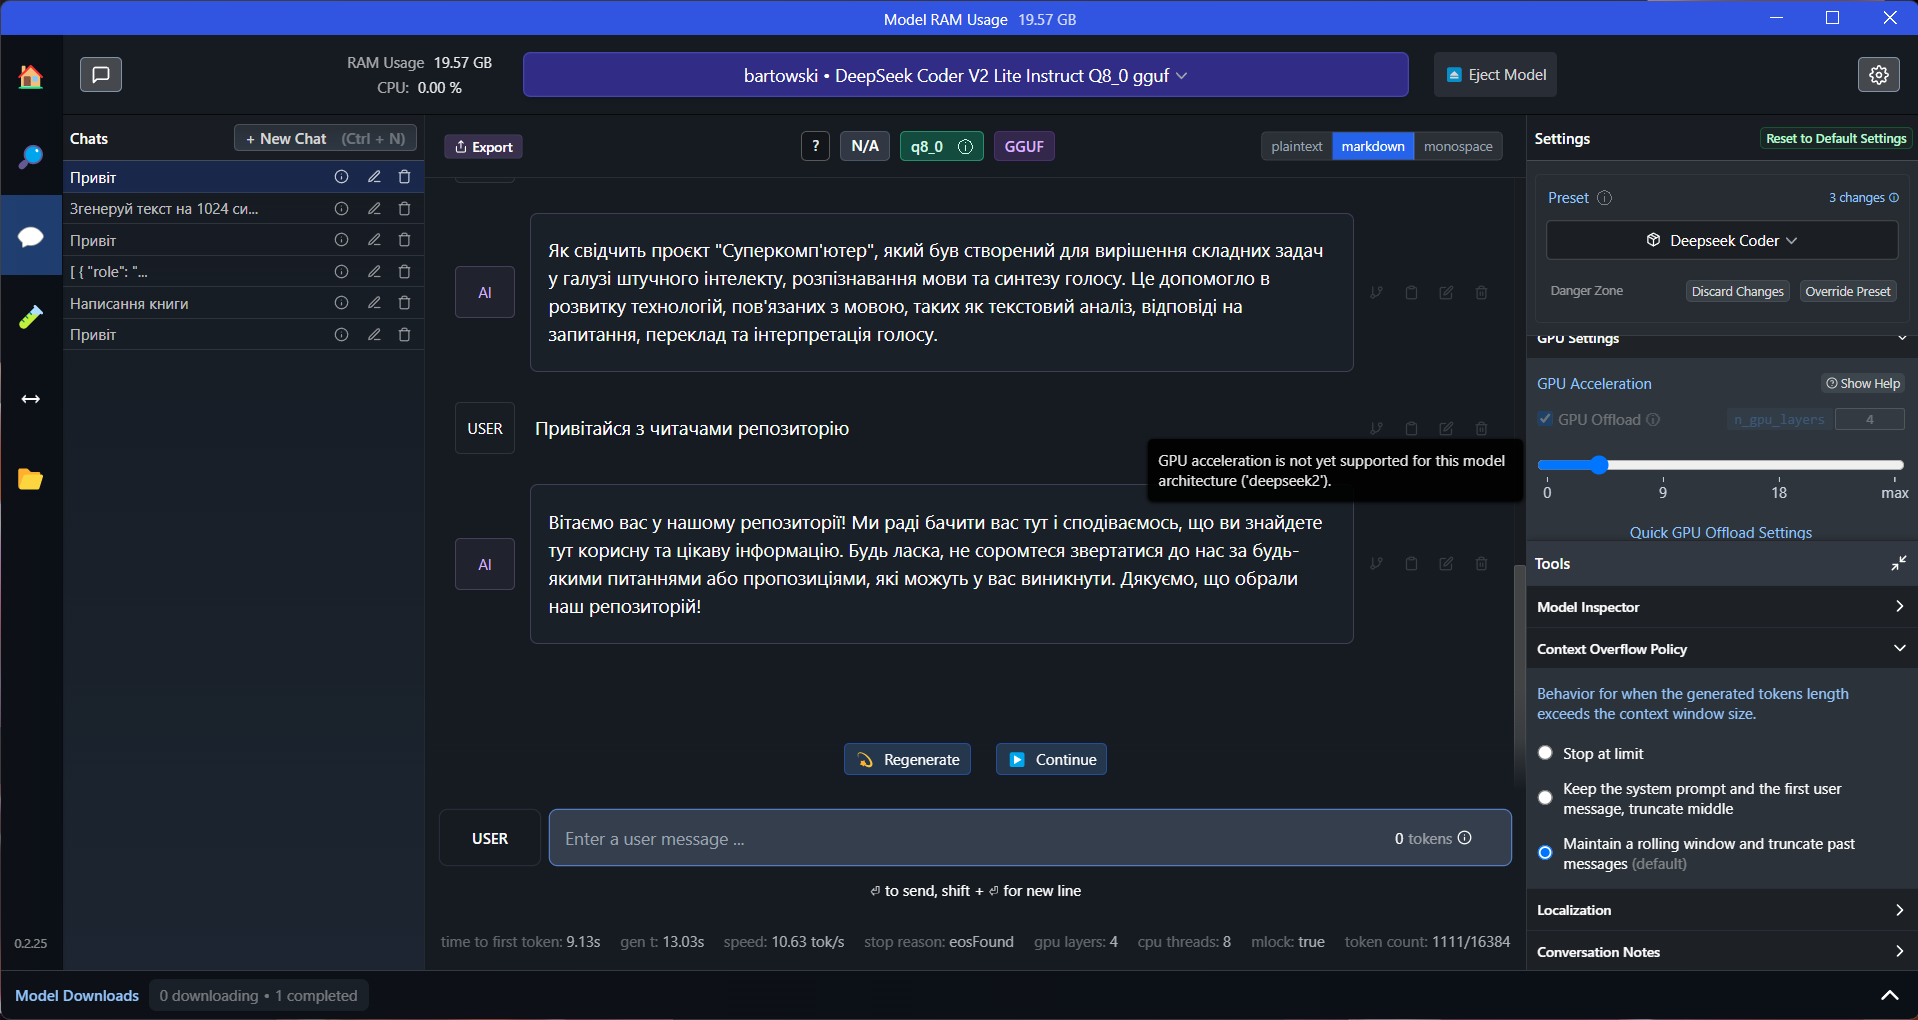 Model RAM Usage 19.57 GB
RAM Usage 19.57 GB
CPU: 0.00 %
bartowski • DeepSeek Coder V2 Lite Instruct Q8_0 gguf
Eject Model
Chats
+ New Chat (Ctrl + N)
Привіт
Згенеруй текст на 1024 си...
Привіт
[ { "role": "...
Написання книги
Привіт
0.2.25
Export
?
N/A
q8_0
GGUF
plaintext
markdown
monospace
AI
Як свідчить проєкт "Суперкомп'ютер", який був створений для вирішення складних задач
у галузі штучного інтелекту, розпізнавання мови та синтезу голосу. Це допомогло в
розвитку технологій, пов'язаних з мовою, таких як текстовий аналіз, відповіді на
запитання, переклад та інтерпретація голосу.
USER
Привітайся з читачами репозиторію
GPU acceleration is not yet supported for this model
architecture ('deepseek2').
AI
Вітаємо вас у нашому репозиторії! Ми раді бачити вас тут і сподіваємось, що ви знайдете
тут корисну та цікаву інформацію. Будь ласка, не соромтеся звертатися до нас за будь-
якими питаннями або пропозиціями, які можуть у вас виникнути. Дякуємо, що обрали
наш репозиторій!
Regenerate
Continue
USER
Enter a user message ...
0 tokens
⏎ to send, shift + ⏎ for new line
time to first token: 9.13s gen t: 13.03s speed: 10.63 tok/s stop reason: eosFound gpu layers: 4 cpu threads: 8 mlock: true token count: 1111/16384
Settings
Reset to Default Settings
Preset
3 changes
Deepseek Coder
Danger Zone
Discard Changes
Override Preset
GPU Settings
GPU Acceleration
Show Help
GPU Offload
n_gpu_layers
4
0 9 18 max
Quick GPU Offload Settings
Tools
Model Inspector
Context Overflow Policy
Behavior for when the generated tokens length
exceeds the context window size.
Stop at limit
Keep the system prompt and the first user
message, truncate middle
Maintain a rolling window and truncate past
messages (default)
Localization
Conversation Notes
Model Downloads
0 downloading • 1 completed